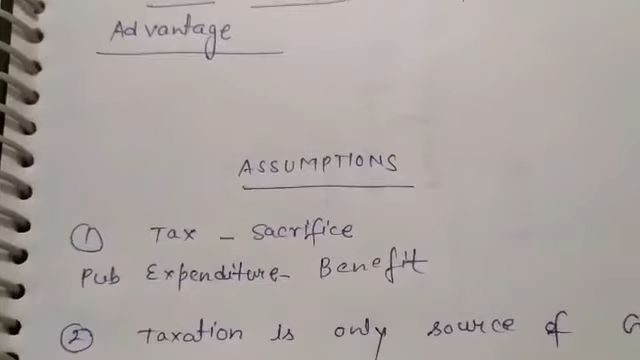 Advantage
ASSUMPTIONS
① Tax - Sacrifice
Pub Expenditure - Benefit
② Taxation is only source of G